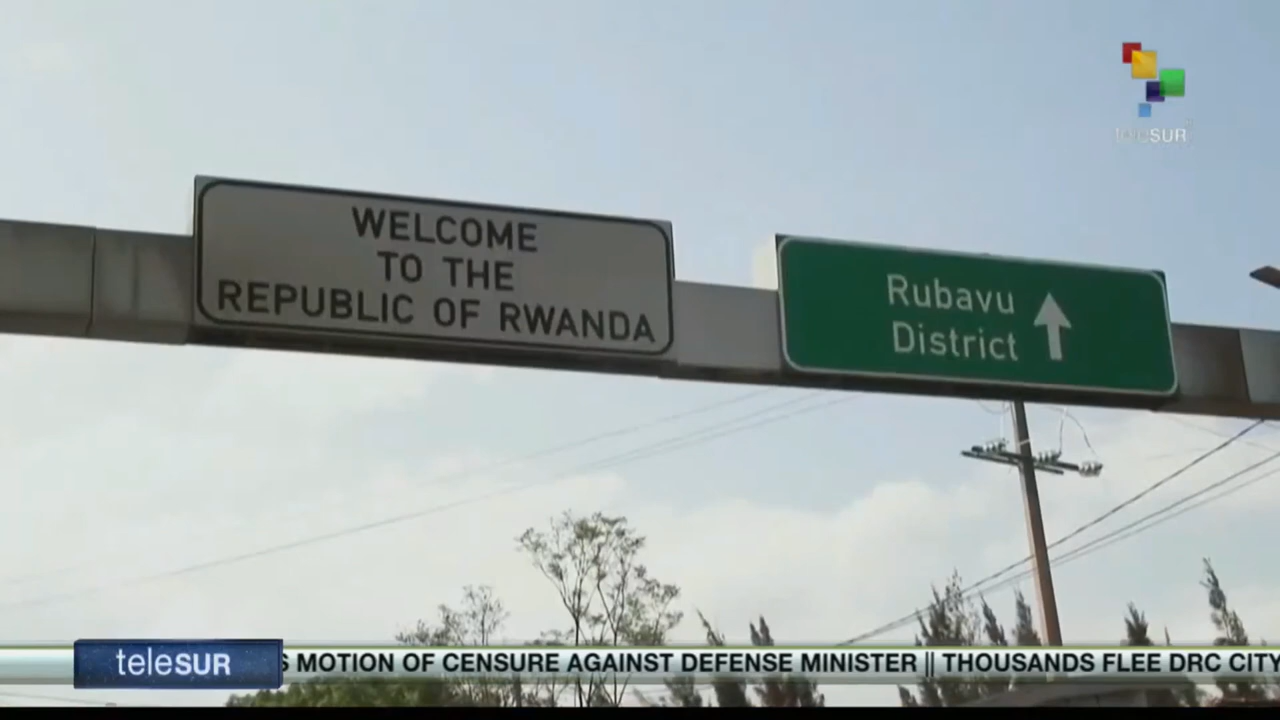 teleSUR
WELCOME
TO THE
REPUBLIC OF RWANDA
Rubavu
District
teleSUR
S MOTION OF CENSURE AGAINST DEFENSE MINISTER || THOUSANDS FLEE DRC CITY